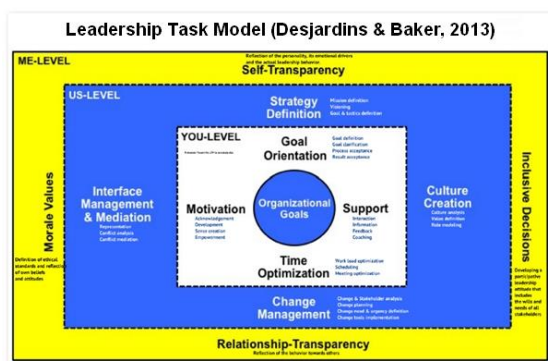 Leadership Task Model (Desjardins & Baker, 2013)
ME-LEVEL
Reflection of the personality, its emotional drivers
and the actual leadership behavior.
Self-Transparency
US-LEVEL
Strategy
Definition
Mission definition
Visioning
Goal & tactics definition
YOU-LEVEL
Goal
Orientation
Goal definition
Goal clarification
Process acceptance
Result acceptance
Interface
Management
& Mediation
Representation
Conflict analysis
Conflict mediation
Motivation
Acknowledgement
Development
Sense creation
Empowerment
Organizational
Goals
Support
Interaction
Information
Feedback
Coaching
Culture
Creation
Culture analysis
Value definition
Role modeling
Time
Optimization
Work load optimization
Scheduling
Meeting optimization
Change
Management
Change & Stakeholder analysis
Change planning
Change need & urgency definition
Change tools implementation
Morale Values
Definition of ethical
standards and reflection
of own beliefs
and attitudes
Inclusive Decisions
Developing a
participative
leadership
attitude that
includes
the wills and
needs of all
stakeholders
Relationship-Transparency
Reflection of the behavior towards others